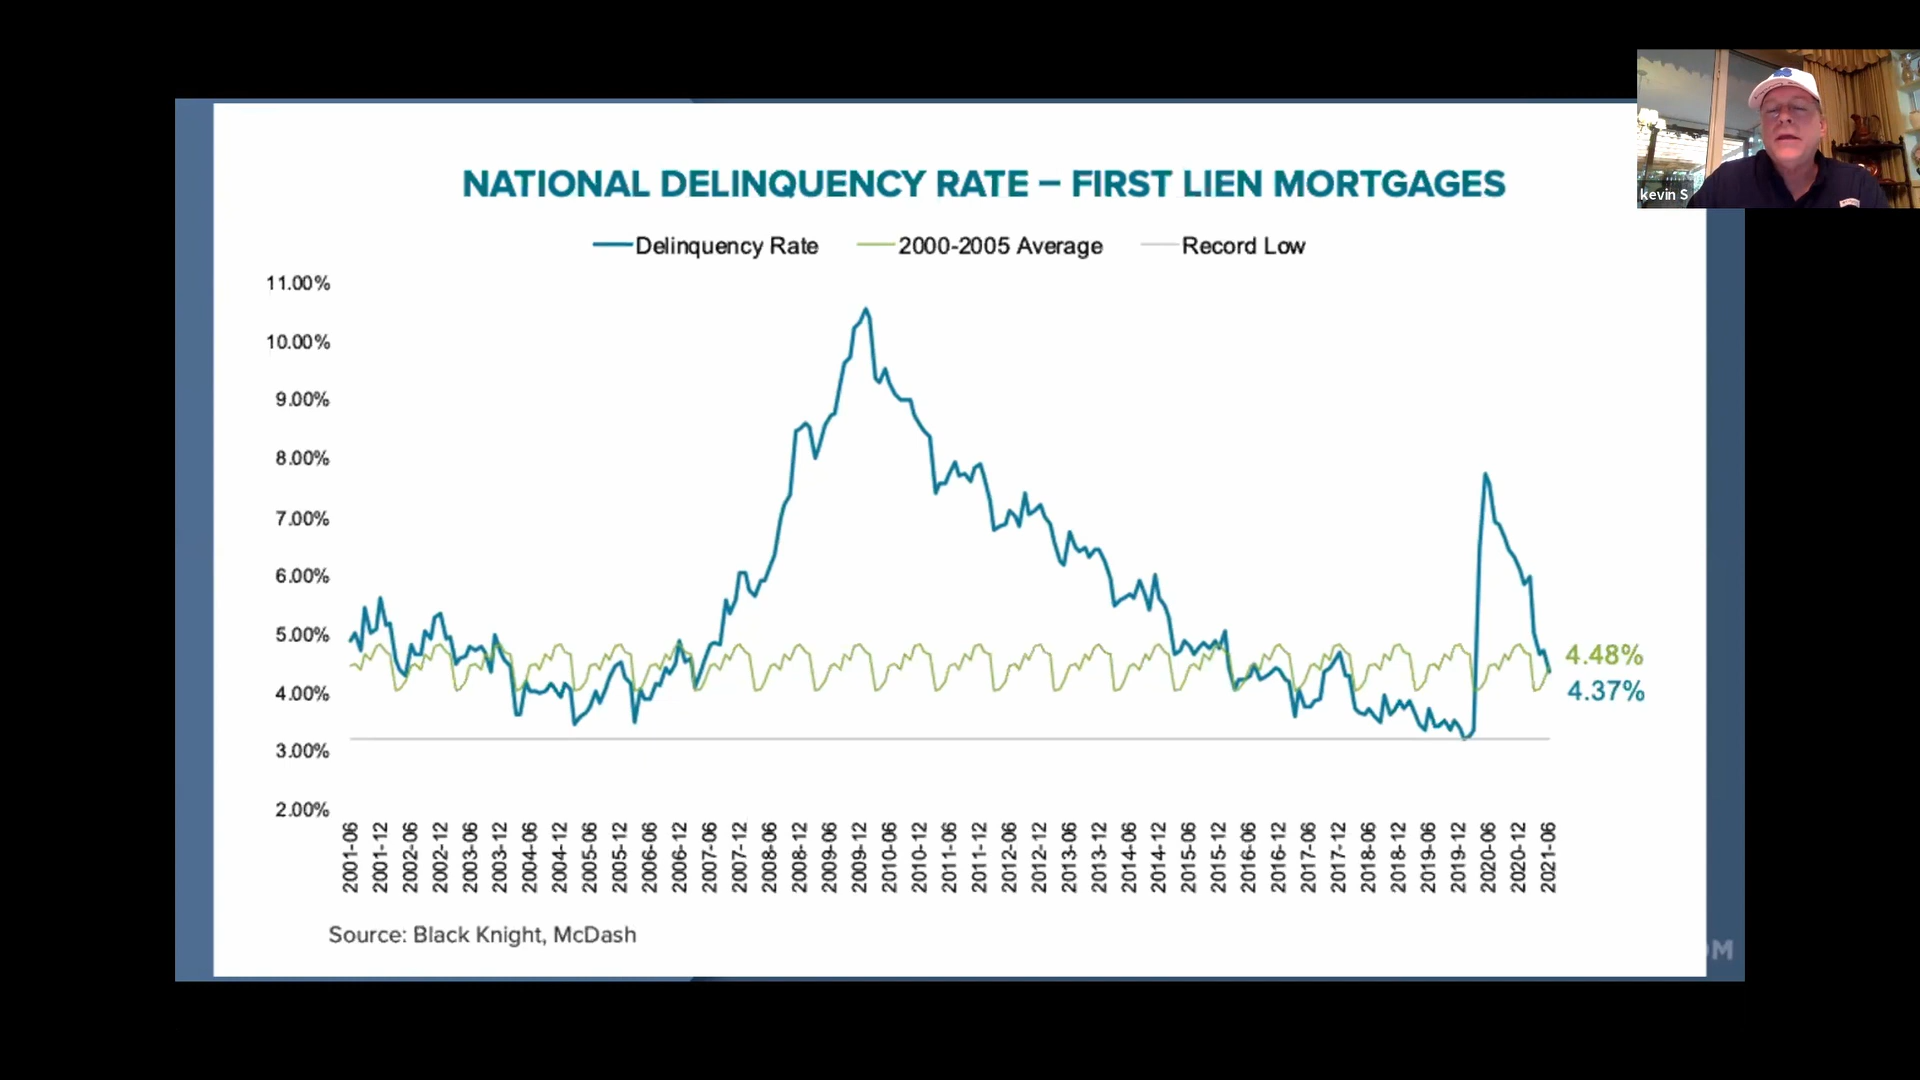 kevin S
NATIONAL DELINQUENCY RATE – FIRST LIEN MORTGAGES
Delinquency Rate 2000-2005 Average Record Low
11.00%
10.00%
9.00%
8.00%
7.00%
6.00%
5.00%
4.00%
3.00%
2.00%
4.48%
4.37%
2001-06 2001-12 2002-06 2002-12 2003-06 2003-12 2004-06 2004-12 2005-06 2005-12 2006-06 2006-12 2007-06 2007-12 2008-06 2008-12 2009-06 2009-12 2010-06 2010-12 2011-06 2011-12 2012-06 2012-12 2013-06 2013-12 2014-06 2014-12 2015-06 2015-12 2016-06 2016-12 2017-06 2017-12 2018-06 2018-12 2019-06 2019-12 2020-06 2020-12 2021-06
Source: Black Knight, McDash